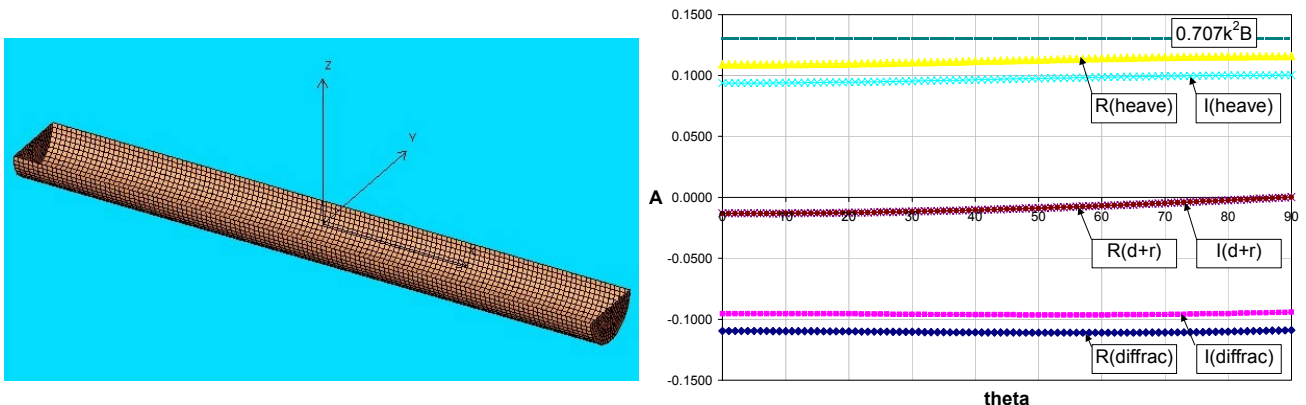 Z
Y
X
0.1500
0.1000
0.0500
0.0000
-0.0500
-0.1000
-0.1500
A
0 10 20 30 40 50 60 70 80 90
0.707k²B
R(heave)
I(heave)
R(d+r)
I(d+r)
R(diffrac)
I(diffrac)
theta